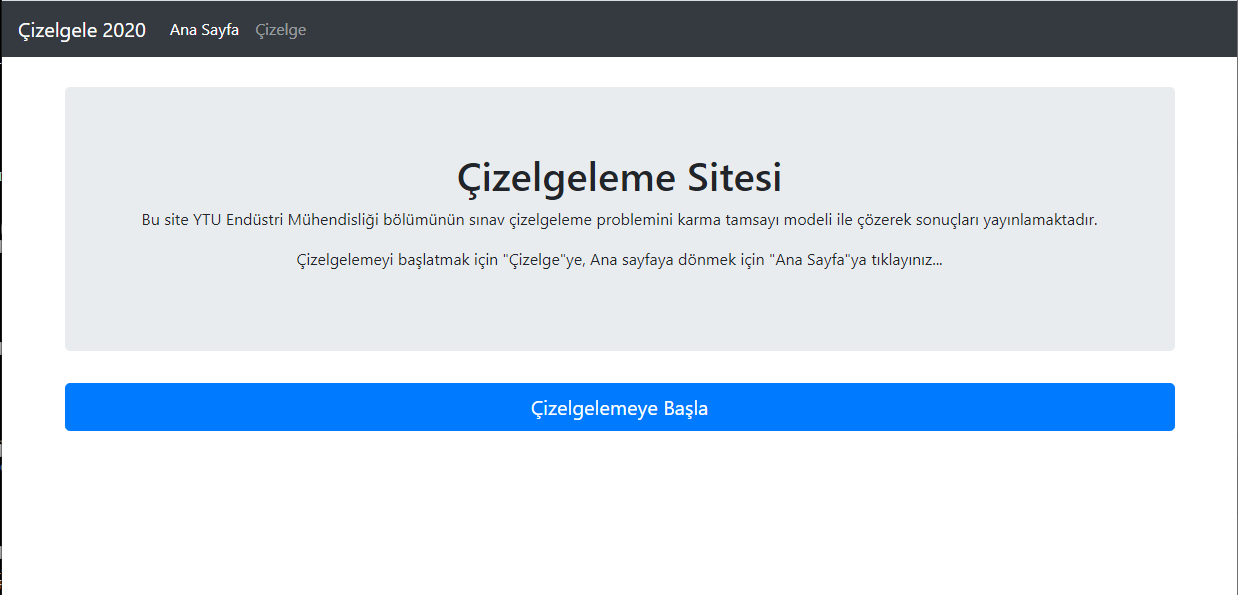 Çizelgele 2020 Ana Sayfa Çizelge
Çizelgeleme Sitesi
Bu site YTU Endüstri Mühendisliği bölümünün sınav çizelgeleme problemini karma tamsayı modeli ile çözerek sonuçları yayınlamaktadır.
Çizelgelemeyi başlatmak için "Çizelge"ye, Ana sayfaya dönmek için "Ana Sayfa"ya tıklayınız...
Çizelgelemeye Başla